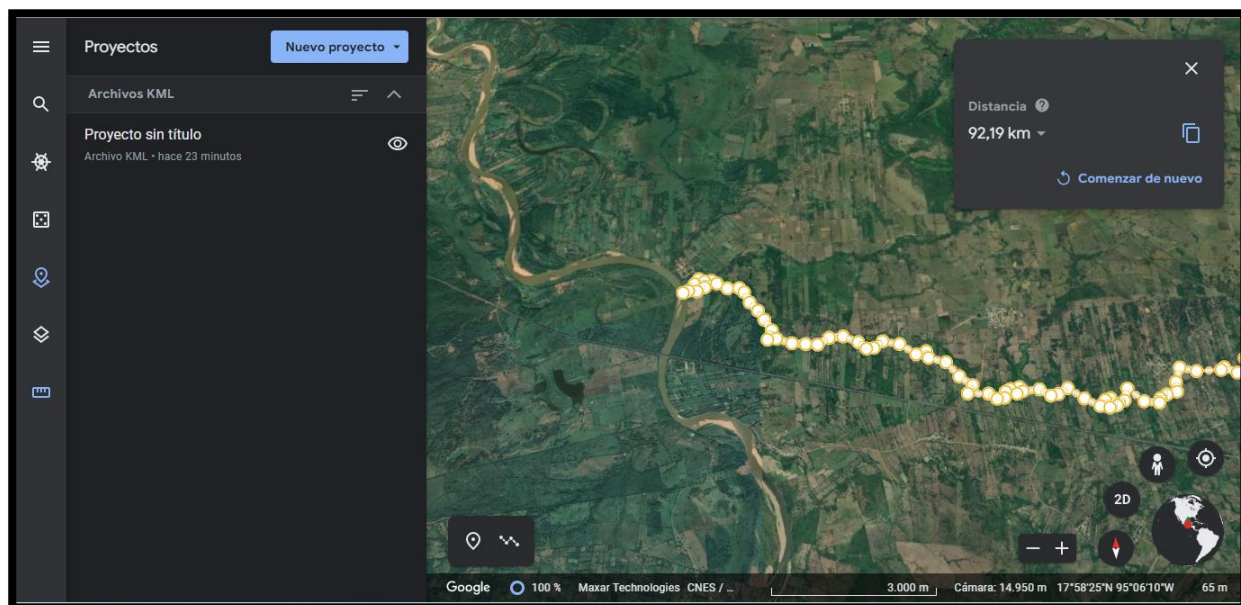 Proyectos
Nuevo proyecto
Archivos KML
Proyecto sin título
Archivo KML • hace 23 minutos
Distancia
92,19 km
Comenzar de nuevo
2D
Google 100 % Maxar Technologies CNES / ... 3.000 m Cámara: 14.950 m 17°58'25"N 95°06'10"W 65 m